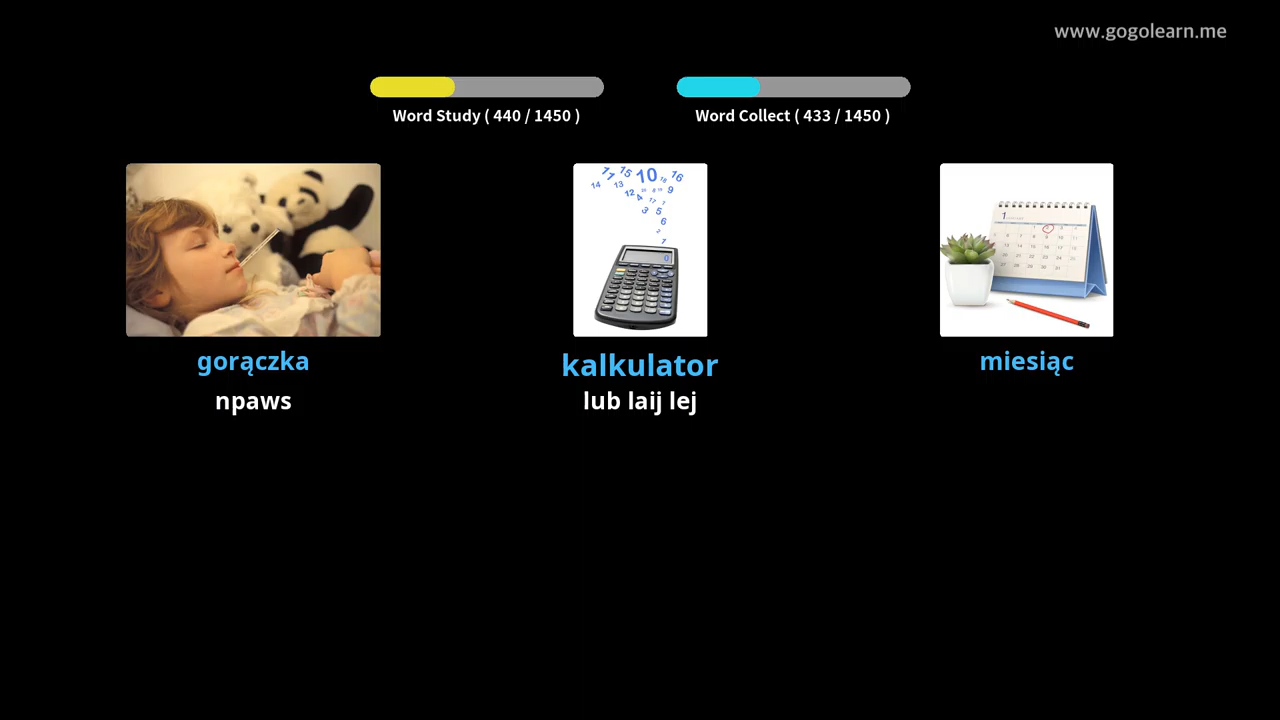 www.gogolearn.me
Word Study ( 440 / 1450 )
Word Collect ( 433 / 1450 )
gorączka
kalkulator
miesiąc
npaws
lub laij lej